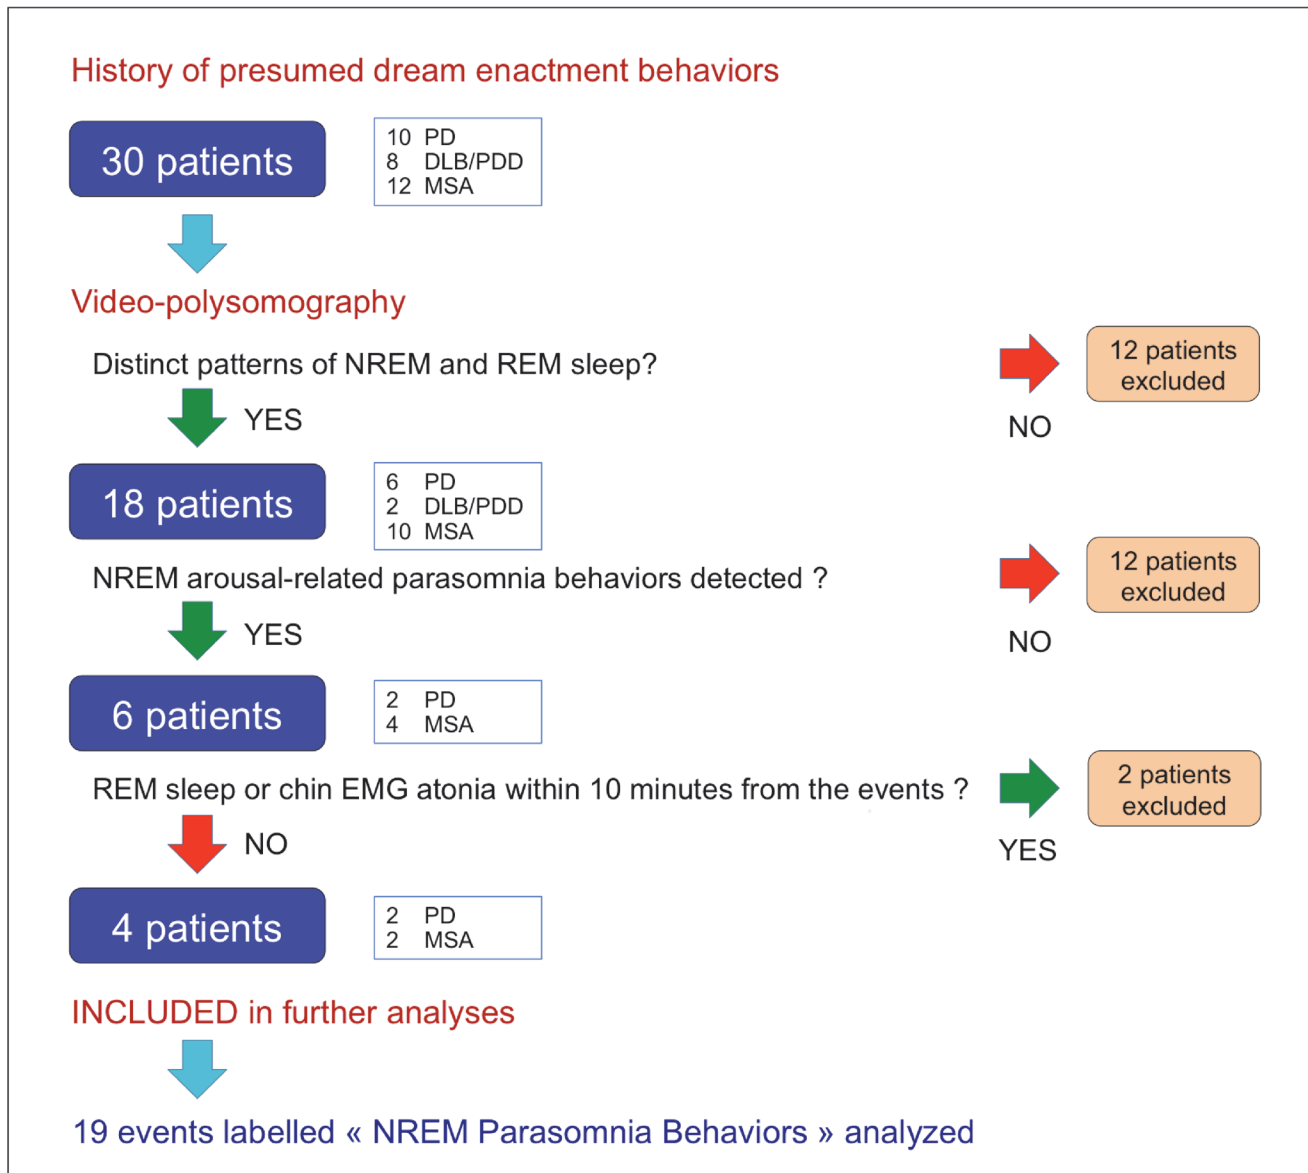 History of presumed dream enactment behaviors
30 patients
10 PD
8 DLB/PDD
12 MSA
Video-polysomography
Distinct patterns of NREM and REM sleep?
12 patients
excluded
YES
NO
18 patients
6 PD
2 DLB/PDD
10 MSA
NREM arousal-related parasomnia behaviors detected ?
12 patients
excluded
YES
NO
6 patients
2 PD
4 MSA
REM sleep or chin EMG atonia within 10 minutes from the events ?
2 patients
excluded
NO
YES
4 patients
2 PD
2 MSA
INCLUDED in further analyses
19 events labelled « NREM Parasomnia Behaviors » analyzed